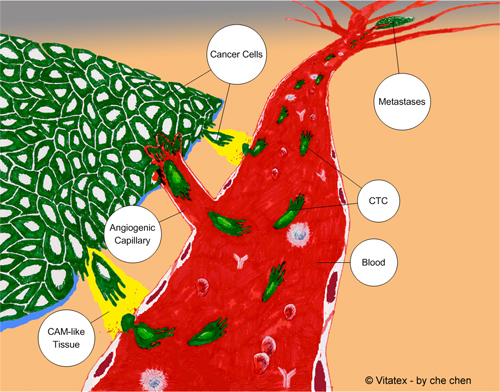 Cancer Cells
Metastases
CTC
Angiogenic
Capillary
Blood
CAM-like
Tissue
© Vitatex - by che chen